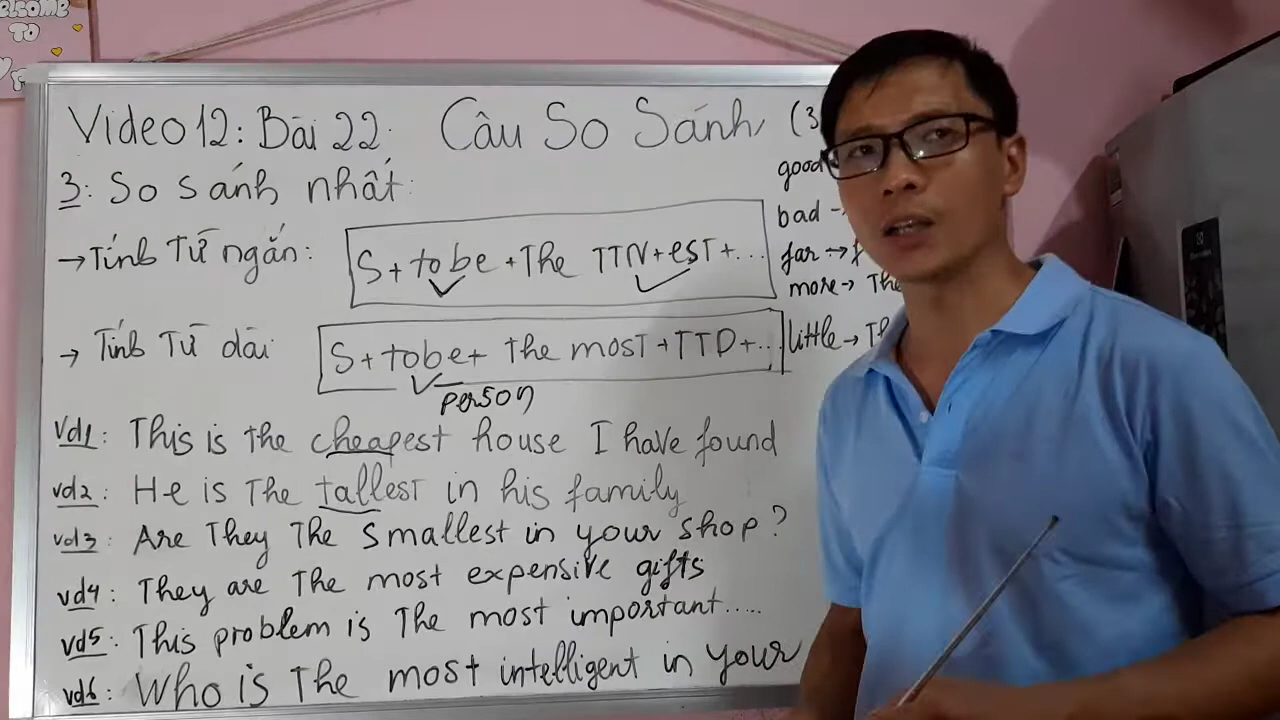 WELCOME
TO
Video 12: Bài 22: Câu So Sánh (3
3: So sánh nhất:
→ Tính Từ ngắn: S + tobe + The TTN + est + ...
→ Tính Từ dài S + tobe + the most + TTD + ...
person
good
bad →
far →
more → The
little → Th
vd1: This is the cheapest house I have found
vd2: He is The tallest in his family
vd3: Are They The smallest in your shop?
vd4: They are The most expensive gifts
vd5: This problem is The most important.....
vd6: Who is The most intelligent in your